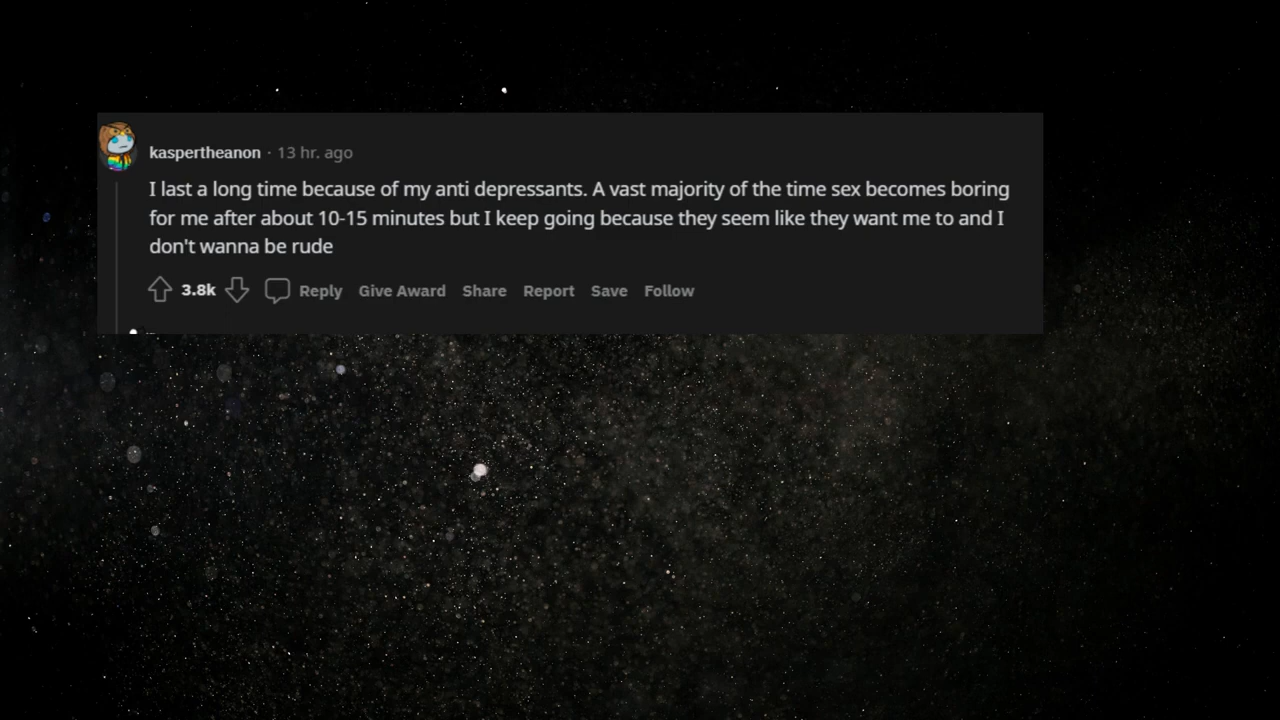 kaspertheanon · 13 hr. ago
I last a long time because of my anti depressants. A vast majority of the time sex becomes boring
for me after about 10-15 minutes but I keep going because they seem like they want me to and I
don't wanna be rude
3.8k Reply Give Award Share Report Save Follow